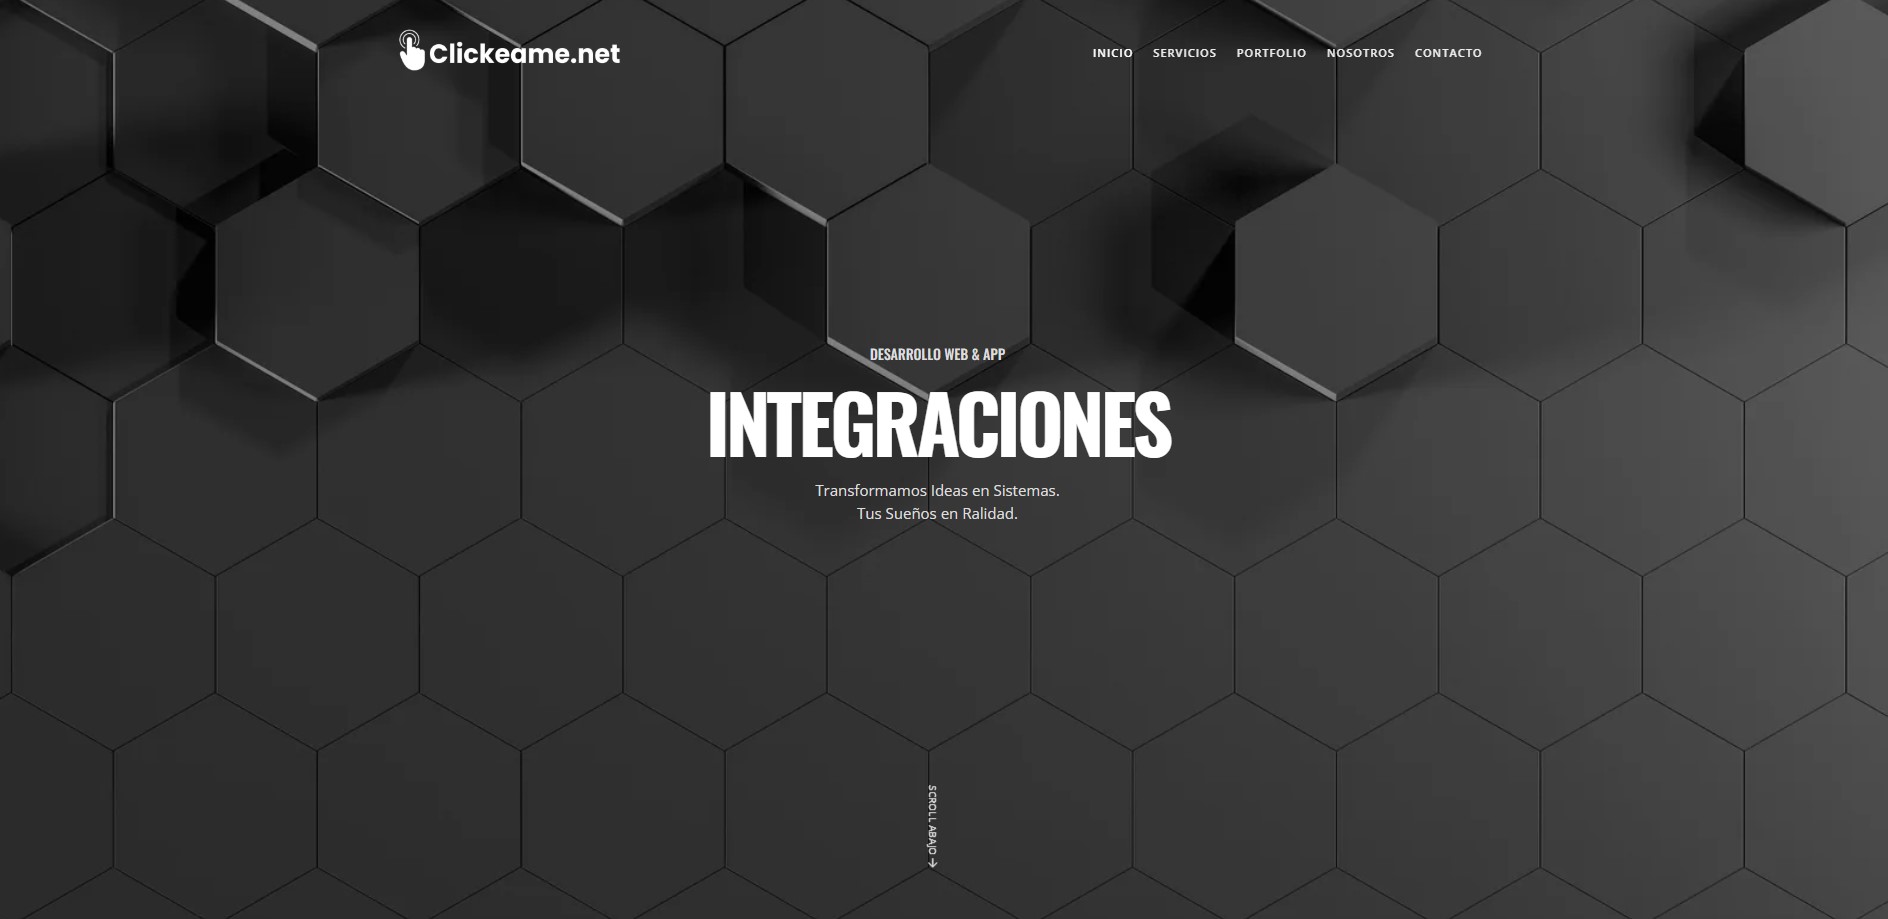 Clickeame.net
INICIO SERVICIOS PORTFOLIO NOSOTROS CONTACTO
DESARROLLO WEB & APP
INTEGRACIONES
Transformamos Ideas en Sistemas.
Tus Sueños en Ralidad.
SCROLL ABAJO →